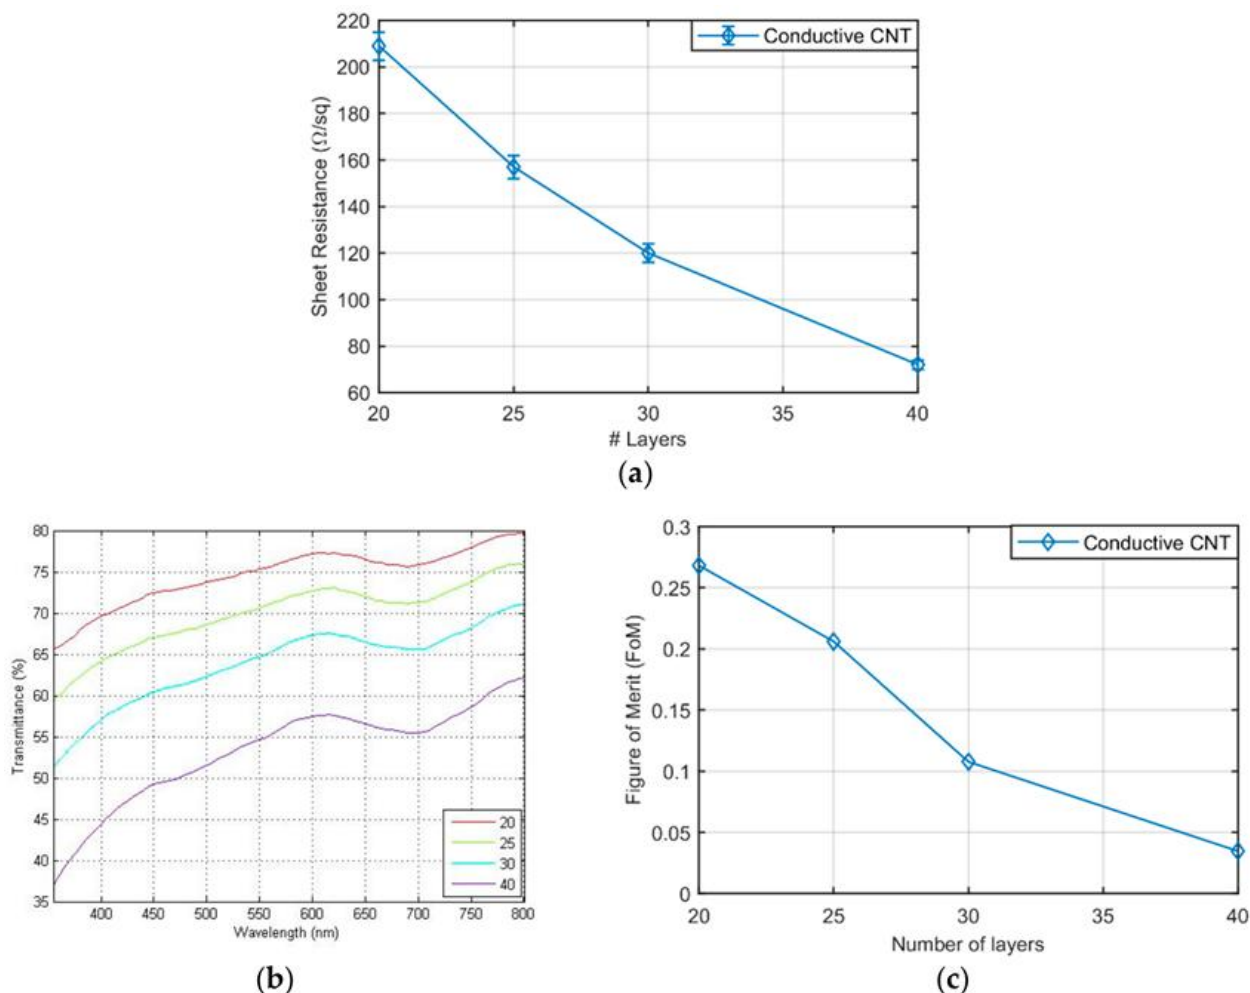 220
200
180
160
140
120
100
80
60
Sheet Resistance (Ω/sq)
Conductive CNT
20 25 30 35 40
# Layers
(a)
80
75
70
65
60
55
50
45
40
35
Transmittance (%)
20
25
30
40
400 450 500 550 600 650 700 750 800
Wavelength (nm)
(b)
0.3
0.25
0.2
0.15
0.1
0.05
0
Figure of Merit (FoM)
Conductive CNT
20 25 30 35 40
Number of layers
(c)